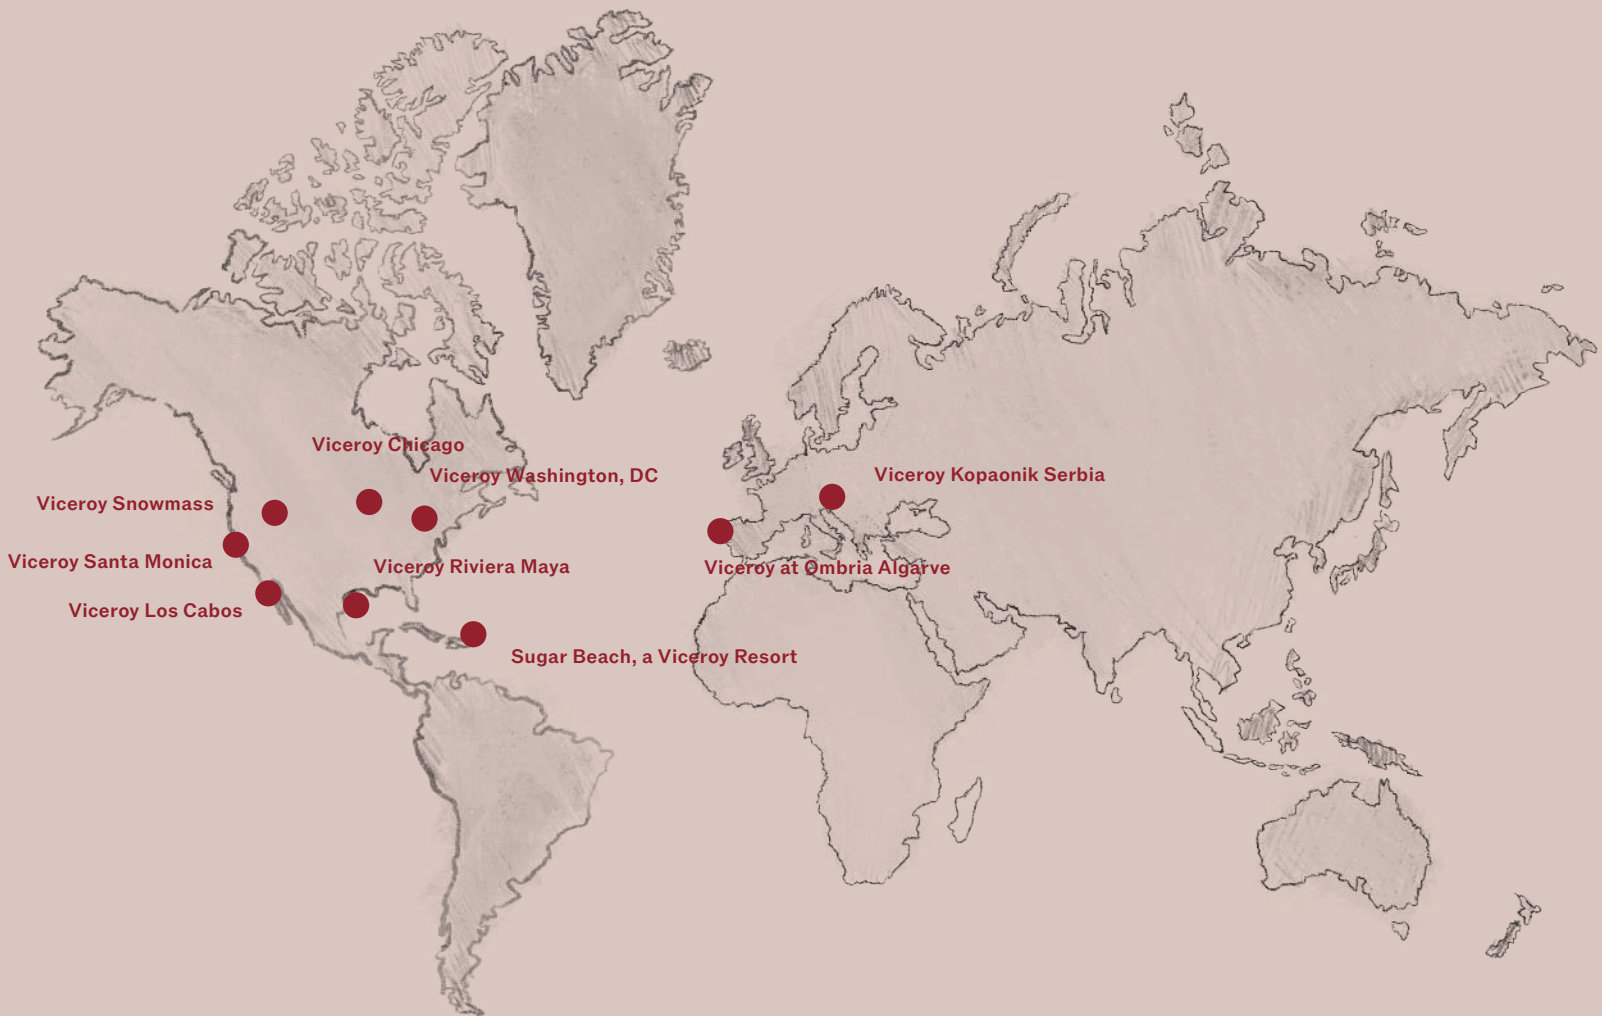 Viceroy Chicago
Viceroy Washington, DC
Viceroy Kopaonik Serbia
Viceroy Snowmass
Viceroy Santa Monica
Viceroy Riviera Maya
Viceroy at Ombria Algarve
Viceroy Los Cabos
Sugar Beach, a Viceroy Resort